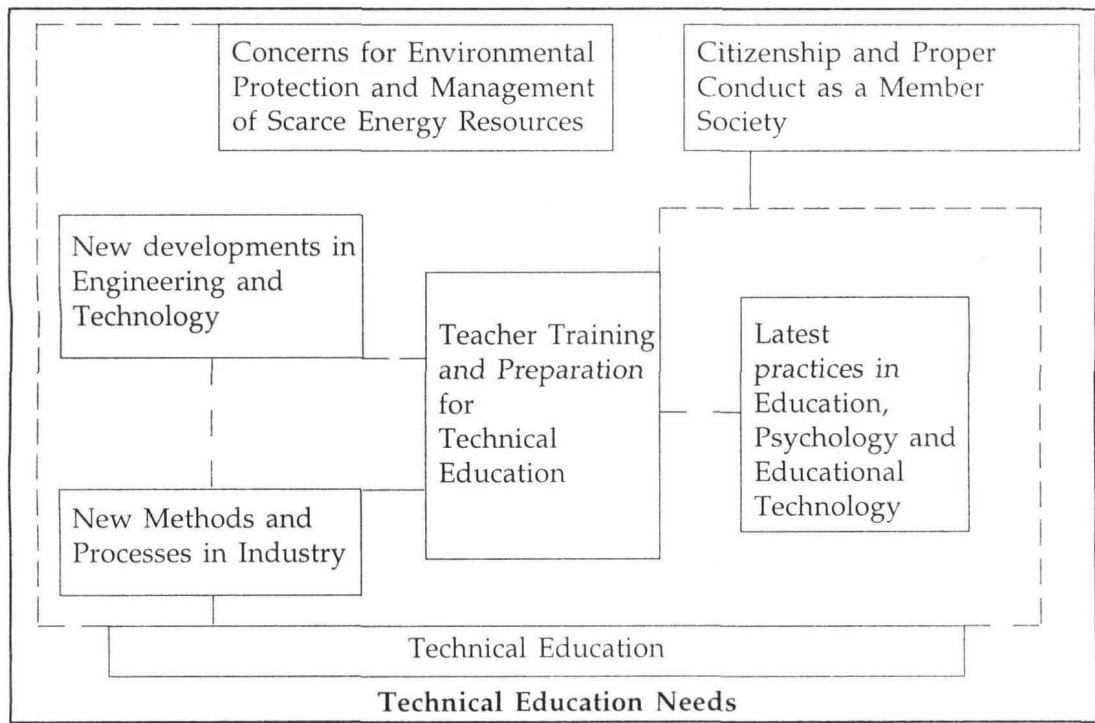 Concerns for Environmental
Protection and Management
of Scarce Energy Resources
Citizenship and Proper
Conduct as a Member
Society
New developments in
Engineering and
Technology
Teacher Training
and Preparation
for
Technical
Education
Latest
practices in
Education,
Psychology and
Educational
Technology
New Methods and
Processes in Industry
Technical Education
Technical Education Needs